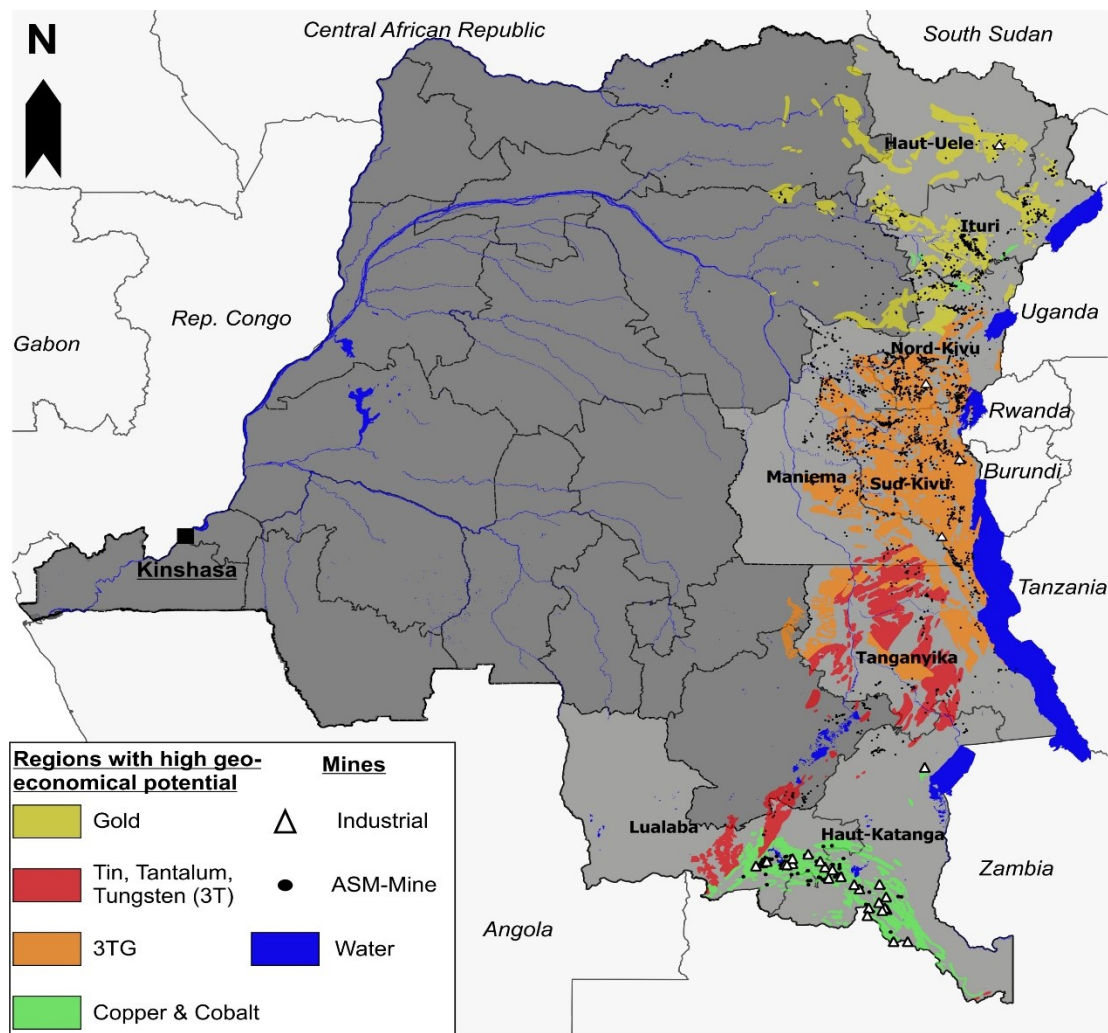 N
Central African Republic
South Sudan
Haut-Uele
Ituri
Rep. Congo
Uganda
Gabon
Nord-Kivu
Rwanda
Burundi
Maniema
Sud-Kivu
Kinshasa
Tanzania
Tanganyika
Lualaba
Haut-Katanga
Zambia
Angola
Regions with high geo-
economical potential
Mines
Gold
Industrial
Tin, Tantalum,
Tungsten (3T)
ASM-Mine
3TG
Water
Copper & Cobalt